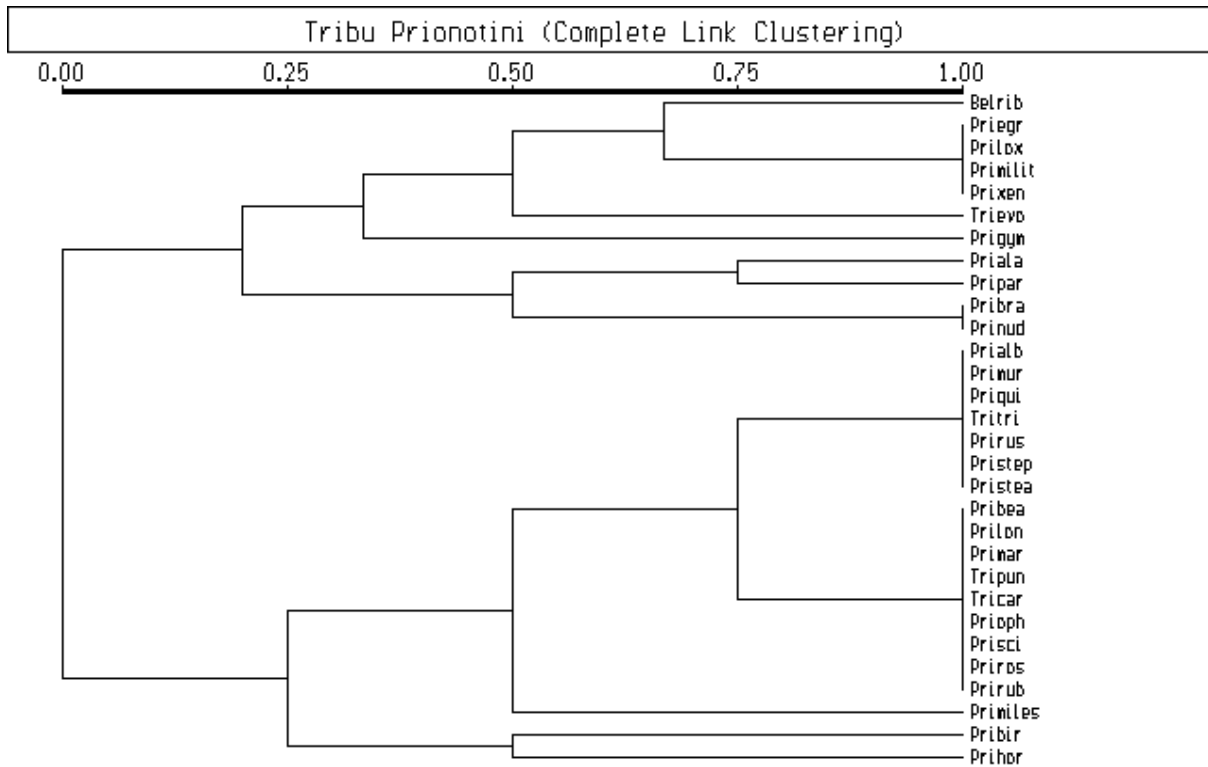 Tribu Prionotini (Complete Link Clustering)
0.00 0.25 0.50 0.75 1.00
Belrib
Priegr
Prilox
Primilit
Prixen
Trievo
Prigym
Priala
Pripar
Pribra
Prinud
Prialb
Primur
Priqui
Tritri
Prirus
Pristep
Pristea
Pribea
Prilon
Primar
Tripun
Tricar
Prioph
Prisci
Priros
Prirub
Primiles
Pribir
Prihor